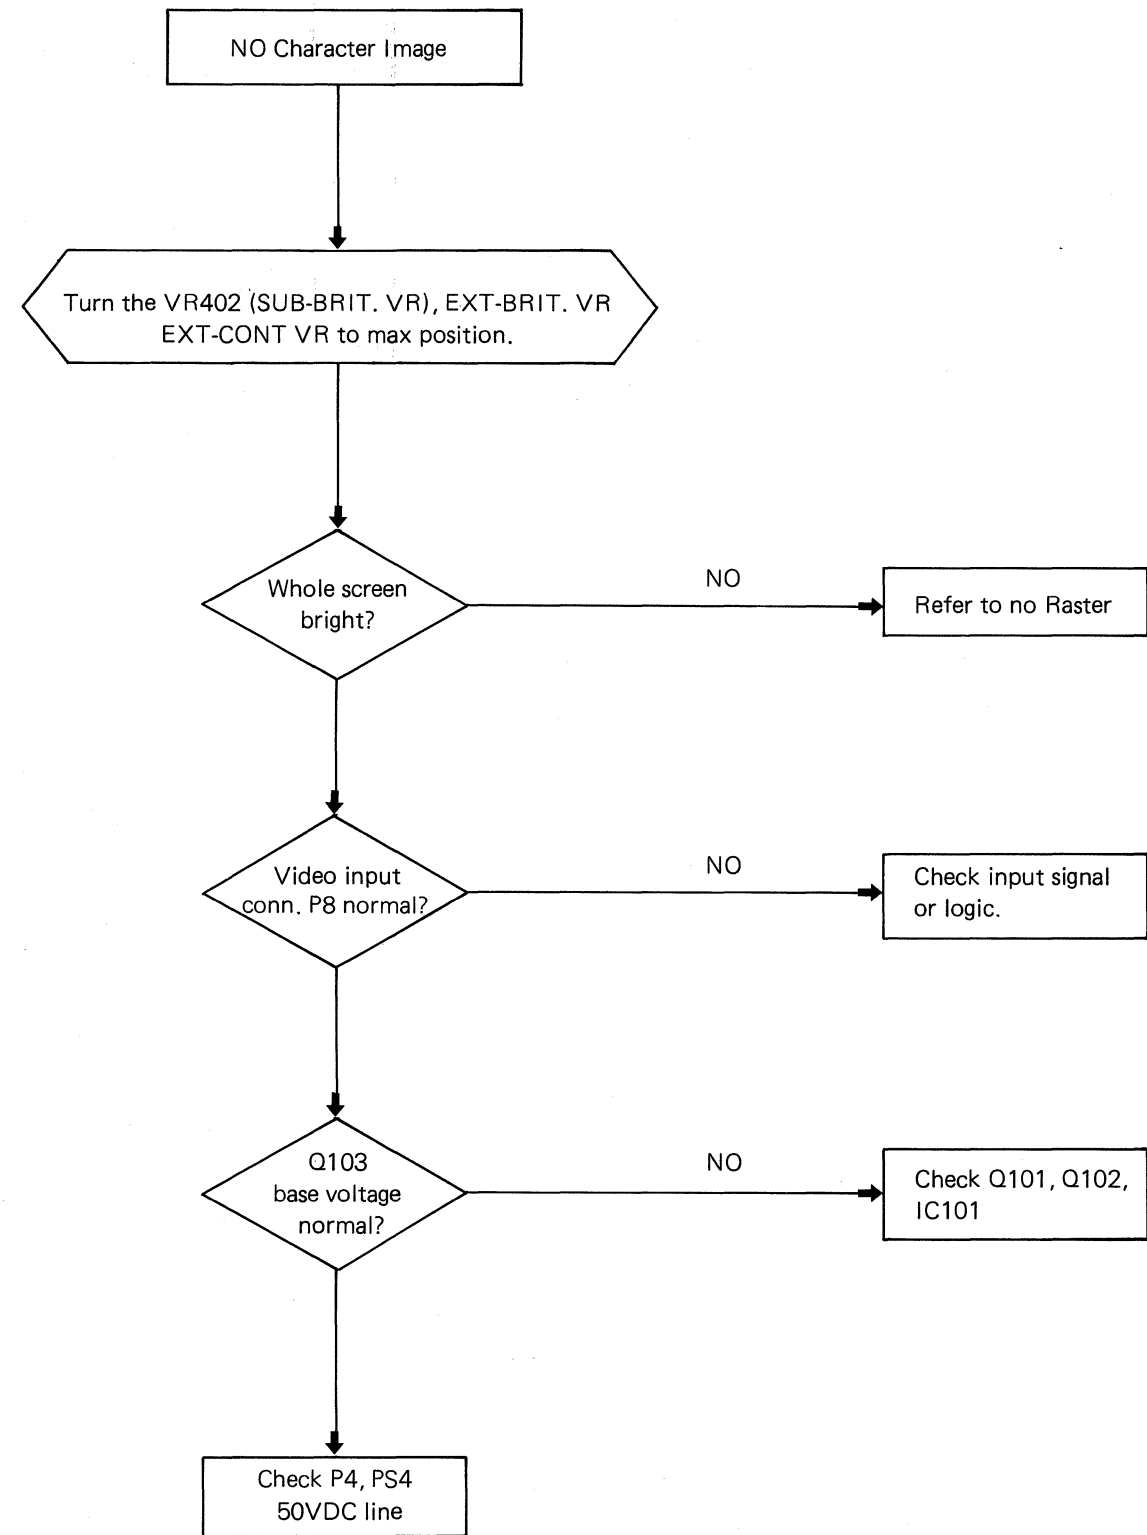 NO Character Image
Turn the VR402 (SUB-BRIT. VR), EXT-BRIT. VR
EXT-CONT VR to max position.
Whole screen
bright?
NO
Refer to no Raster
Video input
conn. P8 normal?
NO
Check input signal
or logic.
Q103
base voltage
normal?
NO
Check Q101, Q102,
IC101
Check P4, PS4
50VDC line